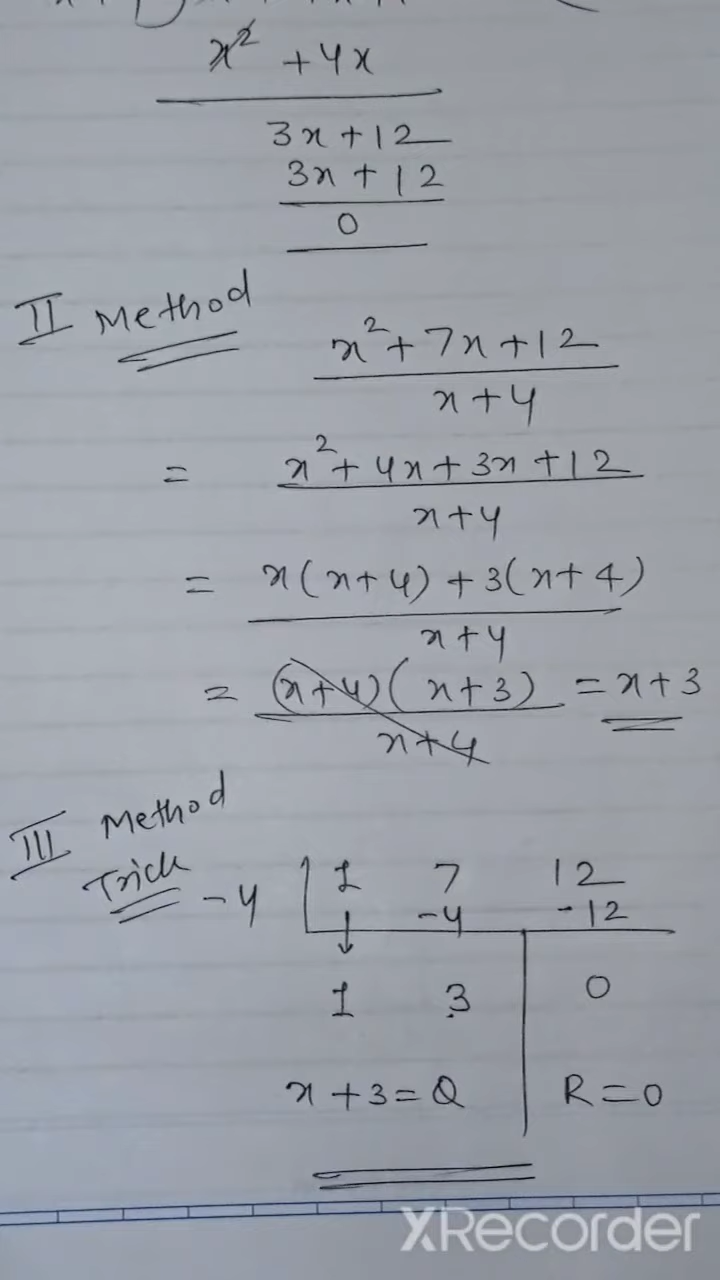 x² + 4x
3x + 12
3x + 12
0
II Method
x² + 7x + 12
x + 4
= x² + 4x + 3x + 12
x + 4
= x(x + 4) + 3(x + 4)
x + 4
= (x + 4)(x + 3) = x + 3
x + 4
III Method
Trick
-4 1 7 12
-4 -12
1 3 0
x + 3 = Q R = 0
XRecorder